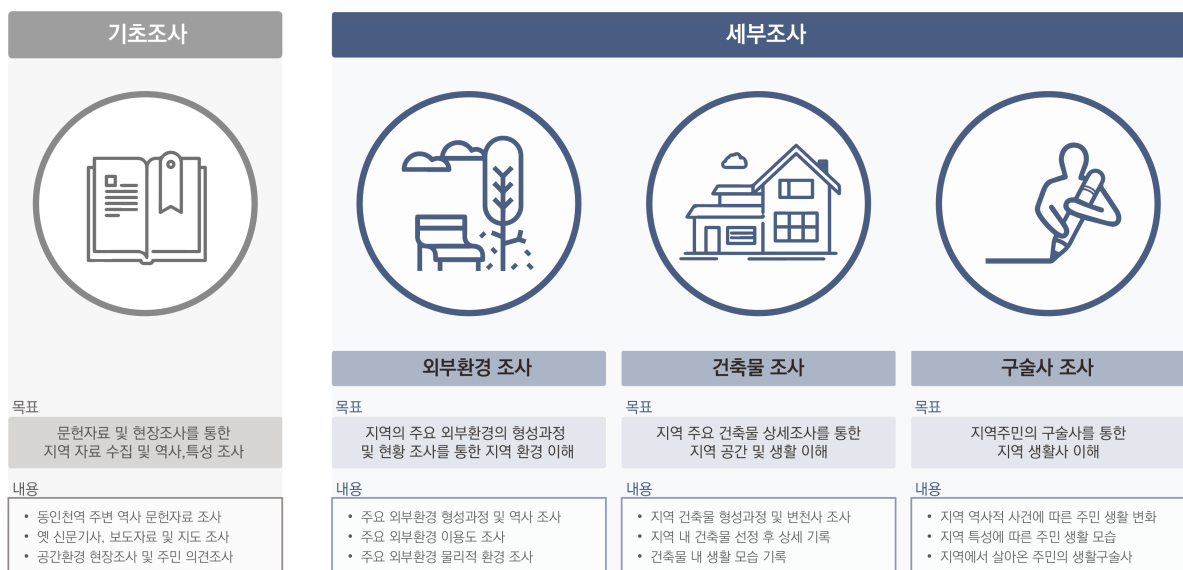 기초조사
세부조사
외부환경 조사
건축물 조사
구술사 조사
목표
문헌자료 및 현장조사를 통한
지역 자료 수집 및 역사,특성 조사
내용
• 동인천역 주변 역사 문헌자료 조사
• 옛 신문기사, 보도자료 및 지도 조사
• 공간환경 현장조사 및 주민 의견조사
목표
지역의 주요 외부환경의 형성과정
및 현황 조사를 통한 지역 환경 이해
내용
• 주요 외부환경 형성과정 및 역사 조사
• 주요 외부환경 이용도 조사
• 주요 외부환경 물리적 환경 조사
목표
지역 주요 건축물 상세조사를 통한
지역 공간 및 생활 이해
내용
• 지역 건축물 형성과정 및 변천사 조사
• 지역 내 건축물 선정 후 상세 기록
• 건축물 내 생활 모습 기록
목표
지역주민의 구술사를 통한
지역 생활사 이해
내용
• 지역 역사적 사건에 따른 주민 생활 변화
• 지역 특성에 따른 주민 생활 모습
• 지역에서 살아온 주민의 생활구술사